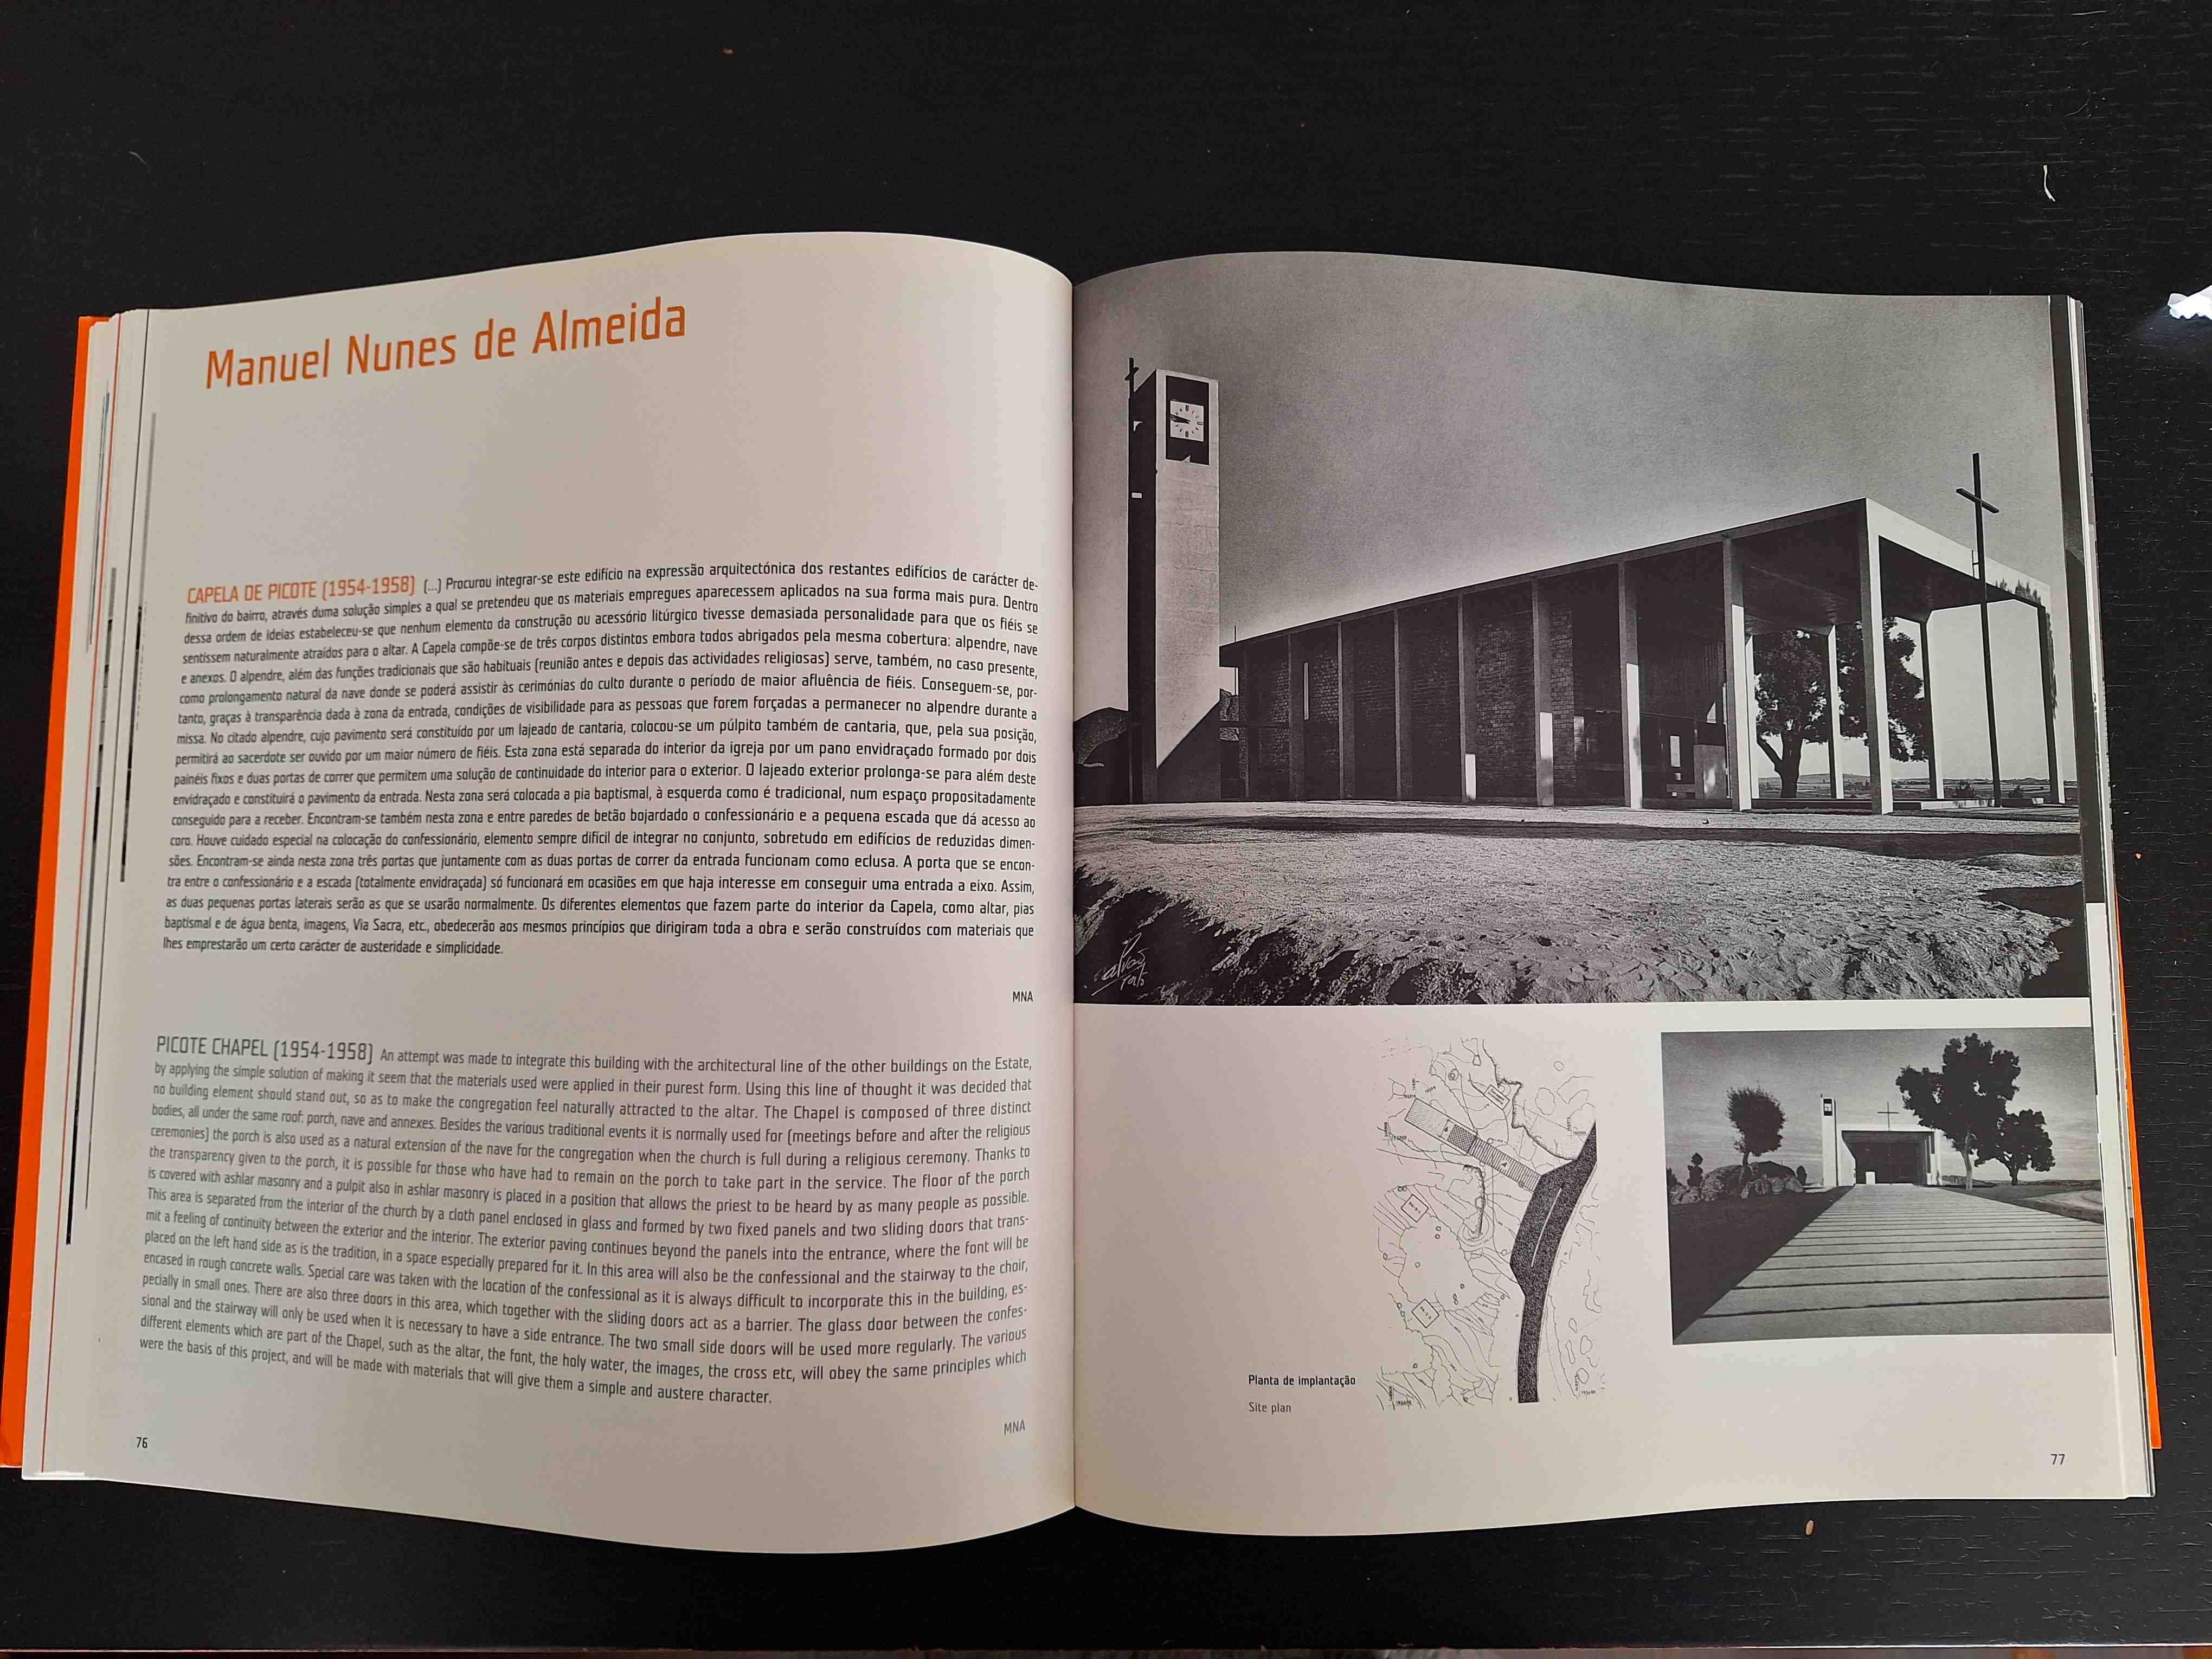 Manuel Nunes de Almeida
CAPELA DE PICOTE (1954-1958) (...) Procurou integrar-se este edifício na expressão arquitectónica dos restantes edifícios de carácter de-
finitivo do bairro, através duma solução simples a qual se pretendeu que os materiais empregues aparecessem aplicados na sua forma mais pura. Dentro
dessa ordem de ideias estabeleceu-se que nenhum elemento da construção ou acessório litúrgico tivesse demasiada personalidade para que os fiéis se
sentissem naturalmente atraídos para o altar. A Capela compõe-se de três corpos distintos embora todos abrigados pela mesma cobertura: alpendre, nave
e anexos. O alpendre, além das funções tradicionais que são habituais (reunião antes e depois das actividades religiosas) serve, também, no caso presente,
como prolongamento natural da nave donde se poderá assistir às cerimónias do culto durante o período de maior afluência de fiéis. Conseguem-se, por-
tanto, graças à transparência dada à zona da entrada, condições de visibilidade para as pessoas que forem forçadas a permanecer no alpendre durante a
missa. No citado alpendre, cujo pavimento será constituído por um lajeado de cantaria, colocou-se um púlpito também de cantaria, que, pela sua posição,
permitirá ao sacerdote ser ouvido por um maior número de fiéis. Esta zona está separada do interior da igreja por um pano envidraçado formado por dois
painéis fixos e duas portas de correr que permitem uma solução de continuidade do interior para o exterior. O lajeado exterior prolonga-se para além deste
envidraçado e constituirá o pavimento da entrada. Nesta zona será colocada a pia baptismal, à esquerda como é tradicional, num espaço propositadamente
conseguido para a receber. Encontram-se também nesta zona e entre paredes de betão bojardado o confessionário e a pequena escada que dá acesso ao
coro. Houve cuidado especial na colocação do confessionário, elemento sempre difícil de integrar no conjunto, sobretudo em edifícios de reduzidas dimen-
sões. Encontram-se ainda nesta zona três portas que juntamente com as duas portas de correr da entrada funcionam como eclusa. A porta que se encon-
tra entre o confessionário e a escada (totalmente envidraçada) só funcionará em ocasiões em que haja interesse em conseguir uma entrada a eixo. Assim,
as duas pequenas portas laterais serão as que se usarão normalmente. Os diferentes elementos que fazem parte do interior da Capela, como altar, pias
baptismal e de água benta, imagens, Via Sacra, etc., obedecerão aos mesmos princípios que dirigiram toda a obra e serão construídos com materiais que
lhes emprestarão um certo carácter de austeridade e simplicidade.
MNA
PICOTE CHAPEL (1954-1958) An attempt was made to integrate this building with the architectural line of the other buildings on the Estate,
by applying the simple solution of making it seem that the materials used were applied in their purest form. Using this line of thought it was decided that
no building element should stand out, so as to make the congregation feel naturally attracted to the altar. The Chapel is composed of three distinct
bodies, all under the same roof: porch, nave and annexes. Besides the various traditional events it is normally used for (meetings before and after the religious
ceremonies) the porch is also used as a natural extension of the nave for the congregation when the church is full during a religious ceremony. Thanks to
the transparency given to the porch, it is possible for those who have had to remain on the porch to take part in the service. The floor of the porch
is covered with ashlar masonry and a pulpit also in ashlar masonry is placed in a position that allows the priest to be heard by as many people as possible.
This area is separated from the interior of the church by a cloth panel enclosed in glass and formed by two fixed panels and two sliding doors that trans-
mit a feeling of continuity between the exterior and the interior. The exterior paving continues beyond the panels into the entrance, where the font will be
placed on the left hand side as is the tradition, in a space especially prepared for it. In this area will also be the confessional and the stairway to the choir,
encased in rough concrete walls. Special care was taken with the location of the confessional as it is always difficult to incorporate this in the building, es-
pecially in small ones. There are also three doors in this area, which together with the sliding doors act as a barrier. The glass door between the confes-
sional and the stairway will only be used when it is necessary to have a side entrance. The two small side doors will be used more regularly. The various
different elements which are part of the Chapel, such as the altar, the font, the holy water, the images, the cross etc, will obey the same principles which
were the basis of this project, and will be made with materials that will give them a simple and austere character.
MNA
76
Planta de implantação
Site plan
77